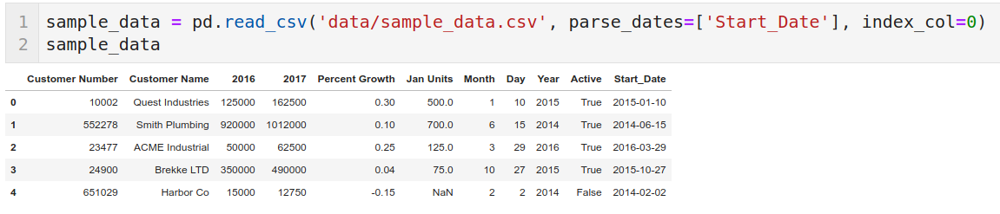 1 sample_data = pd.read_csv('data/sample_data.csv', parse_dates=['Start_Date'], index_col=0)
2 sample_data
Customer Number Customer Name 2016 2017 Percent Growth Jan Units Month Day Year Active Start_Date
0 10002 Quest Industries 125000 162500 0.30 500.0 1 10 2015 True 2015-01-10
1 552278 Smith Plumbing 920000 1012000 0.10 700.0 6 15 2014 True 2014-06-15
2 23477 ACME Industrial 50000 62500 0.25 125.0 3 29 2016 True 2016-03-29
3 24900 Brekke LTD 350000 490000 0.04 75.0 10 27 2015 True 2015-10-27
4 651029 Harbor Co 15000 12750 -0.15 NaN 2 2 2014 False 2014-02-02